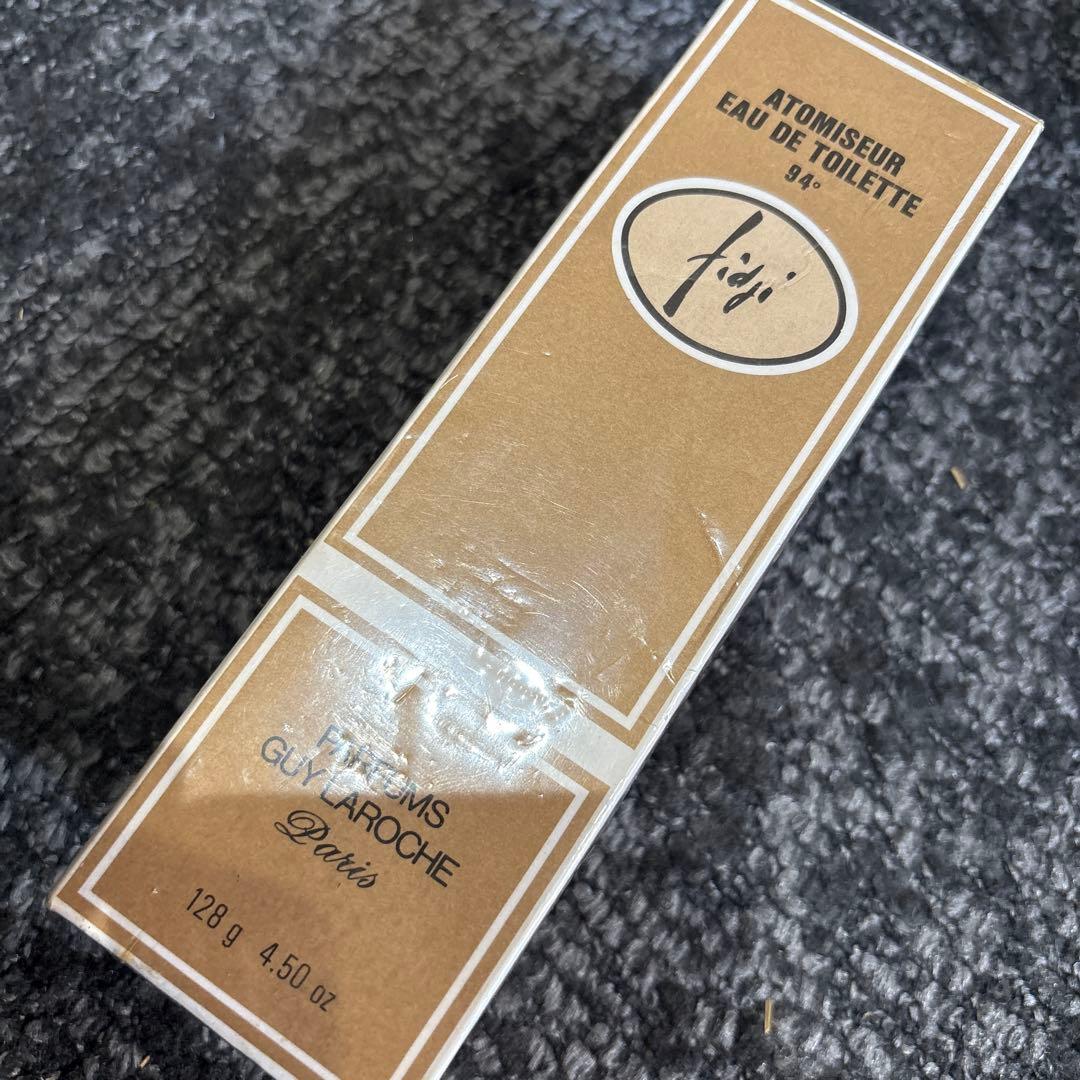 ATOMISEUR
EAU DE TOILETTE
94°
fidji
PARFUMS
GUY LAROCHE
Paris
128 g 4.50 oz